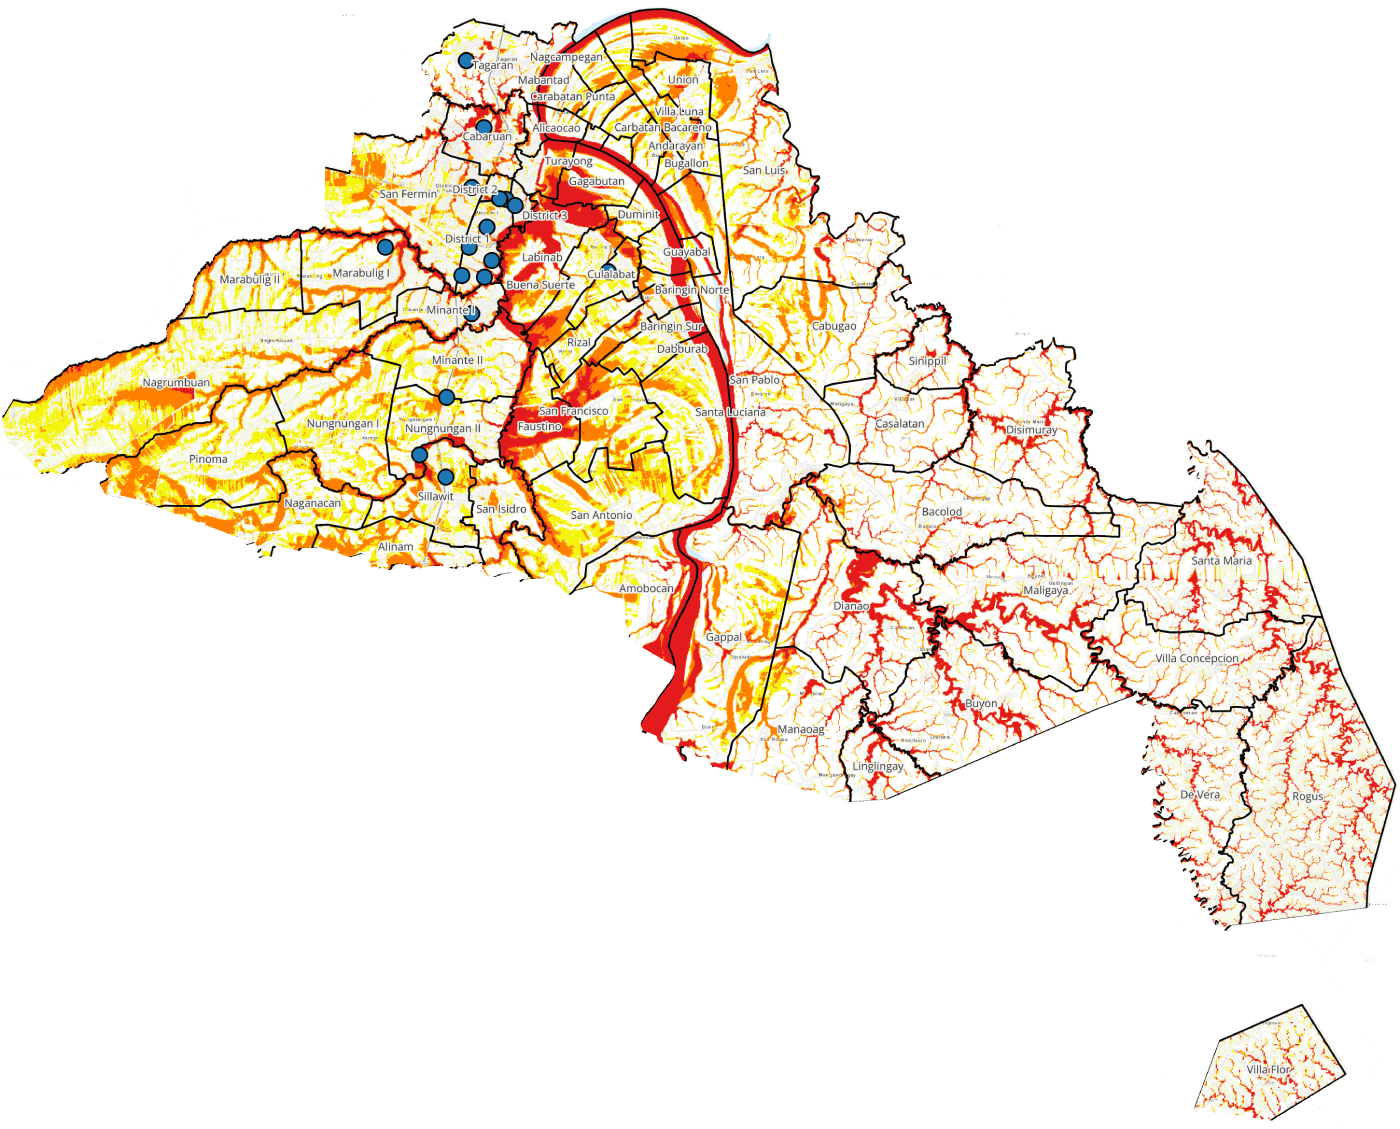 Nagcampegan
Tagaran
Mabantad
Union
Carabatan Punta
Villa Luna
Alicaocao
Carbatan Bacareno
Cabaruan
Andarayan
Turayong
Bugallon
San Luis
Gagabutan
San Fermin
District 2
District 3
Duminit
District 1
Guayabal
Labinab
Marabulig I
Marabulig II
Culalabat
Buena Suerte
Baringin Norte
Minante I
Baringin Sur
Cabugao
Rizal
Dabburab
Minante II
Sinippil
Nagrumbuan
San Pablo
San Francisco
Santa Luciana
Nungnungan I
Faustino
Nungnungan II
Casalatan
Disimuray
Pinoma
Sillawit
Naganacan
San Isidro
San Antonio
Bacolod
Alinam
Santa Maria
Amobocan
Maligaya
Dianao
Gappal
Villa Concepcion
Buyon
Manaoag
Linglingay
De Vera
Rogus
Villa Flor